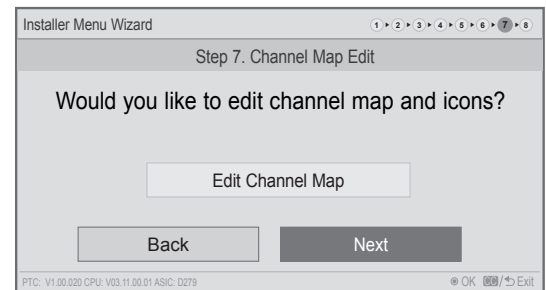 Installer Menu Wizard 1 ▸ 2 ▸ 3 ▸ 4 ▸ 5 ▸ 6 ▸ 7 ▸ 8
Step 7. Channel Map Edit
Would you like to edit channel map and icons?
Edit Channel Map
Back Next
PTC: V1.00.020 CPU: V03.11.00.01 ASIC: D279 ◉ OK CC/⮌ Exit